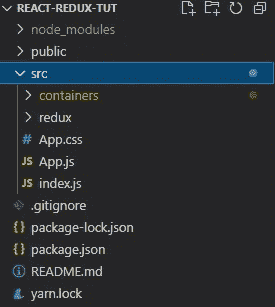 REACT-REDUX-TUT
node_modules
public
src
containers
redux
# App.css
JS App.js
JS index.js
.gitignore
{} package-lock.json
{} package.json
README.md
yarn.lock